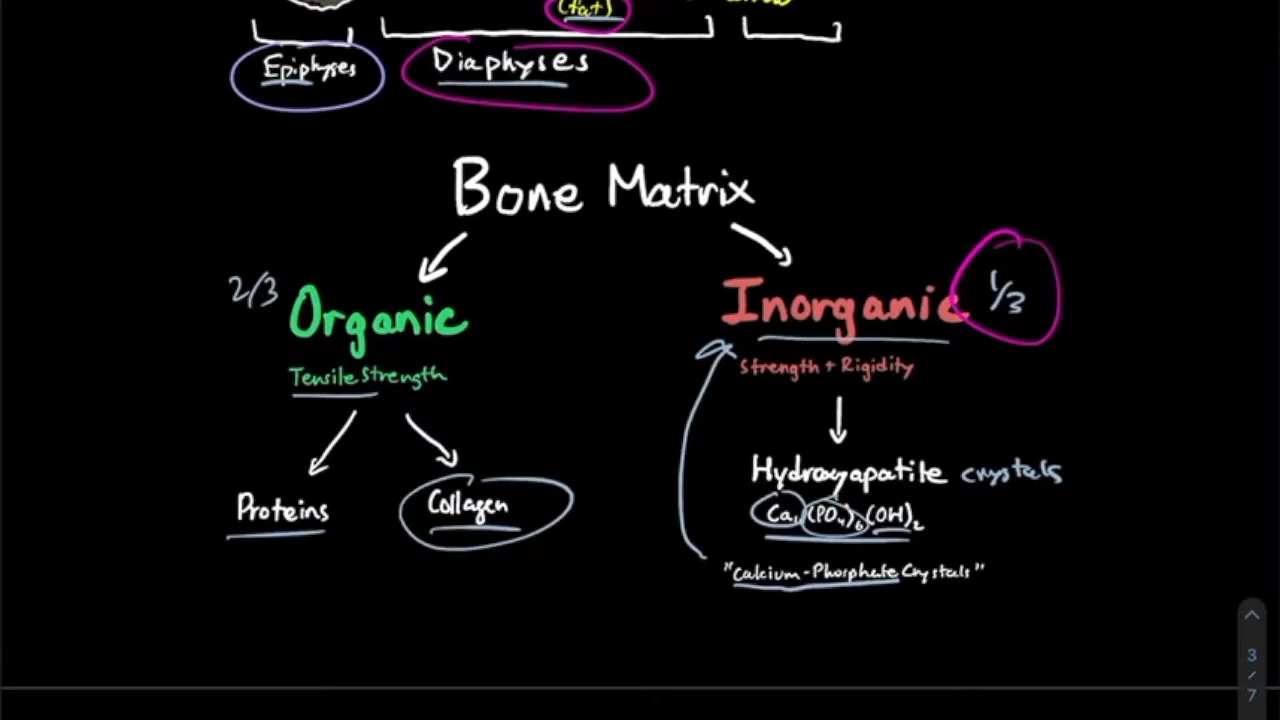 (fat)
Epiphyses
Diaphyses
Bone Matrix
2/3
Organic
Inorganic
1/3
Tensile Strength
Strength + Rigidity
Proteins
Collagen
Hydroxyapatite crystals
(PO4)6(OH)2
"Calcium-Phosphate Crystals"
3
/
7